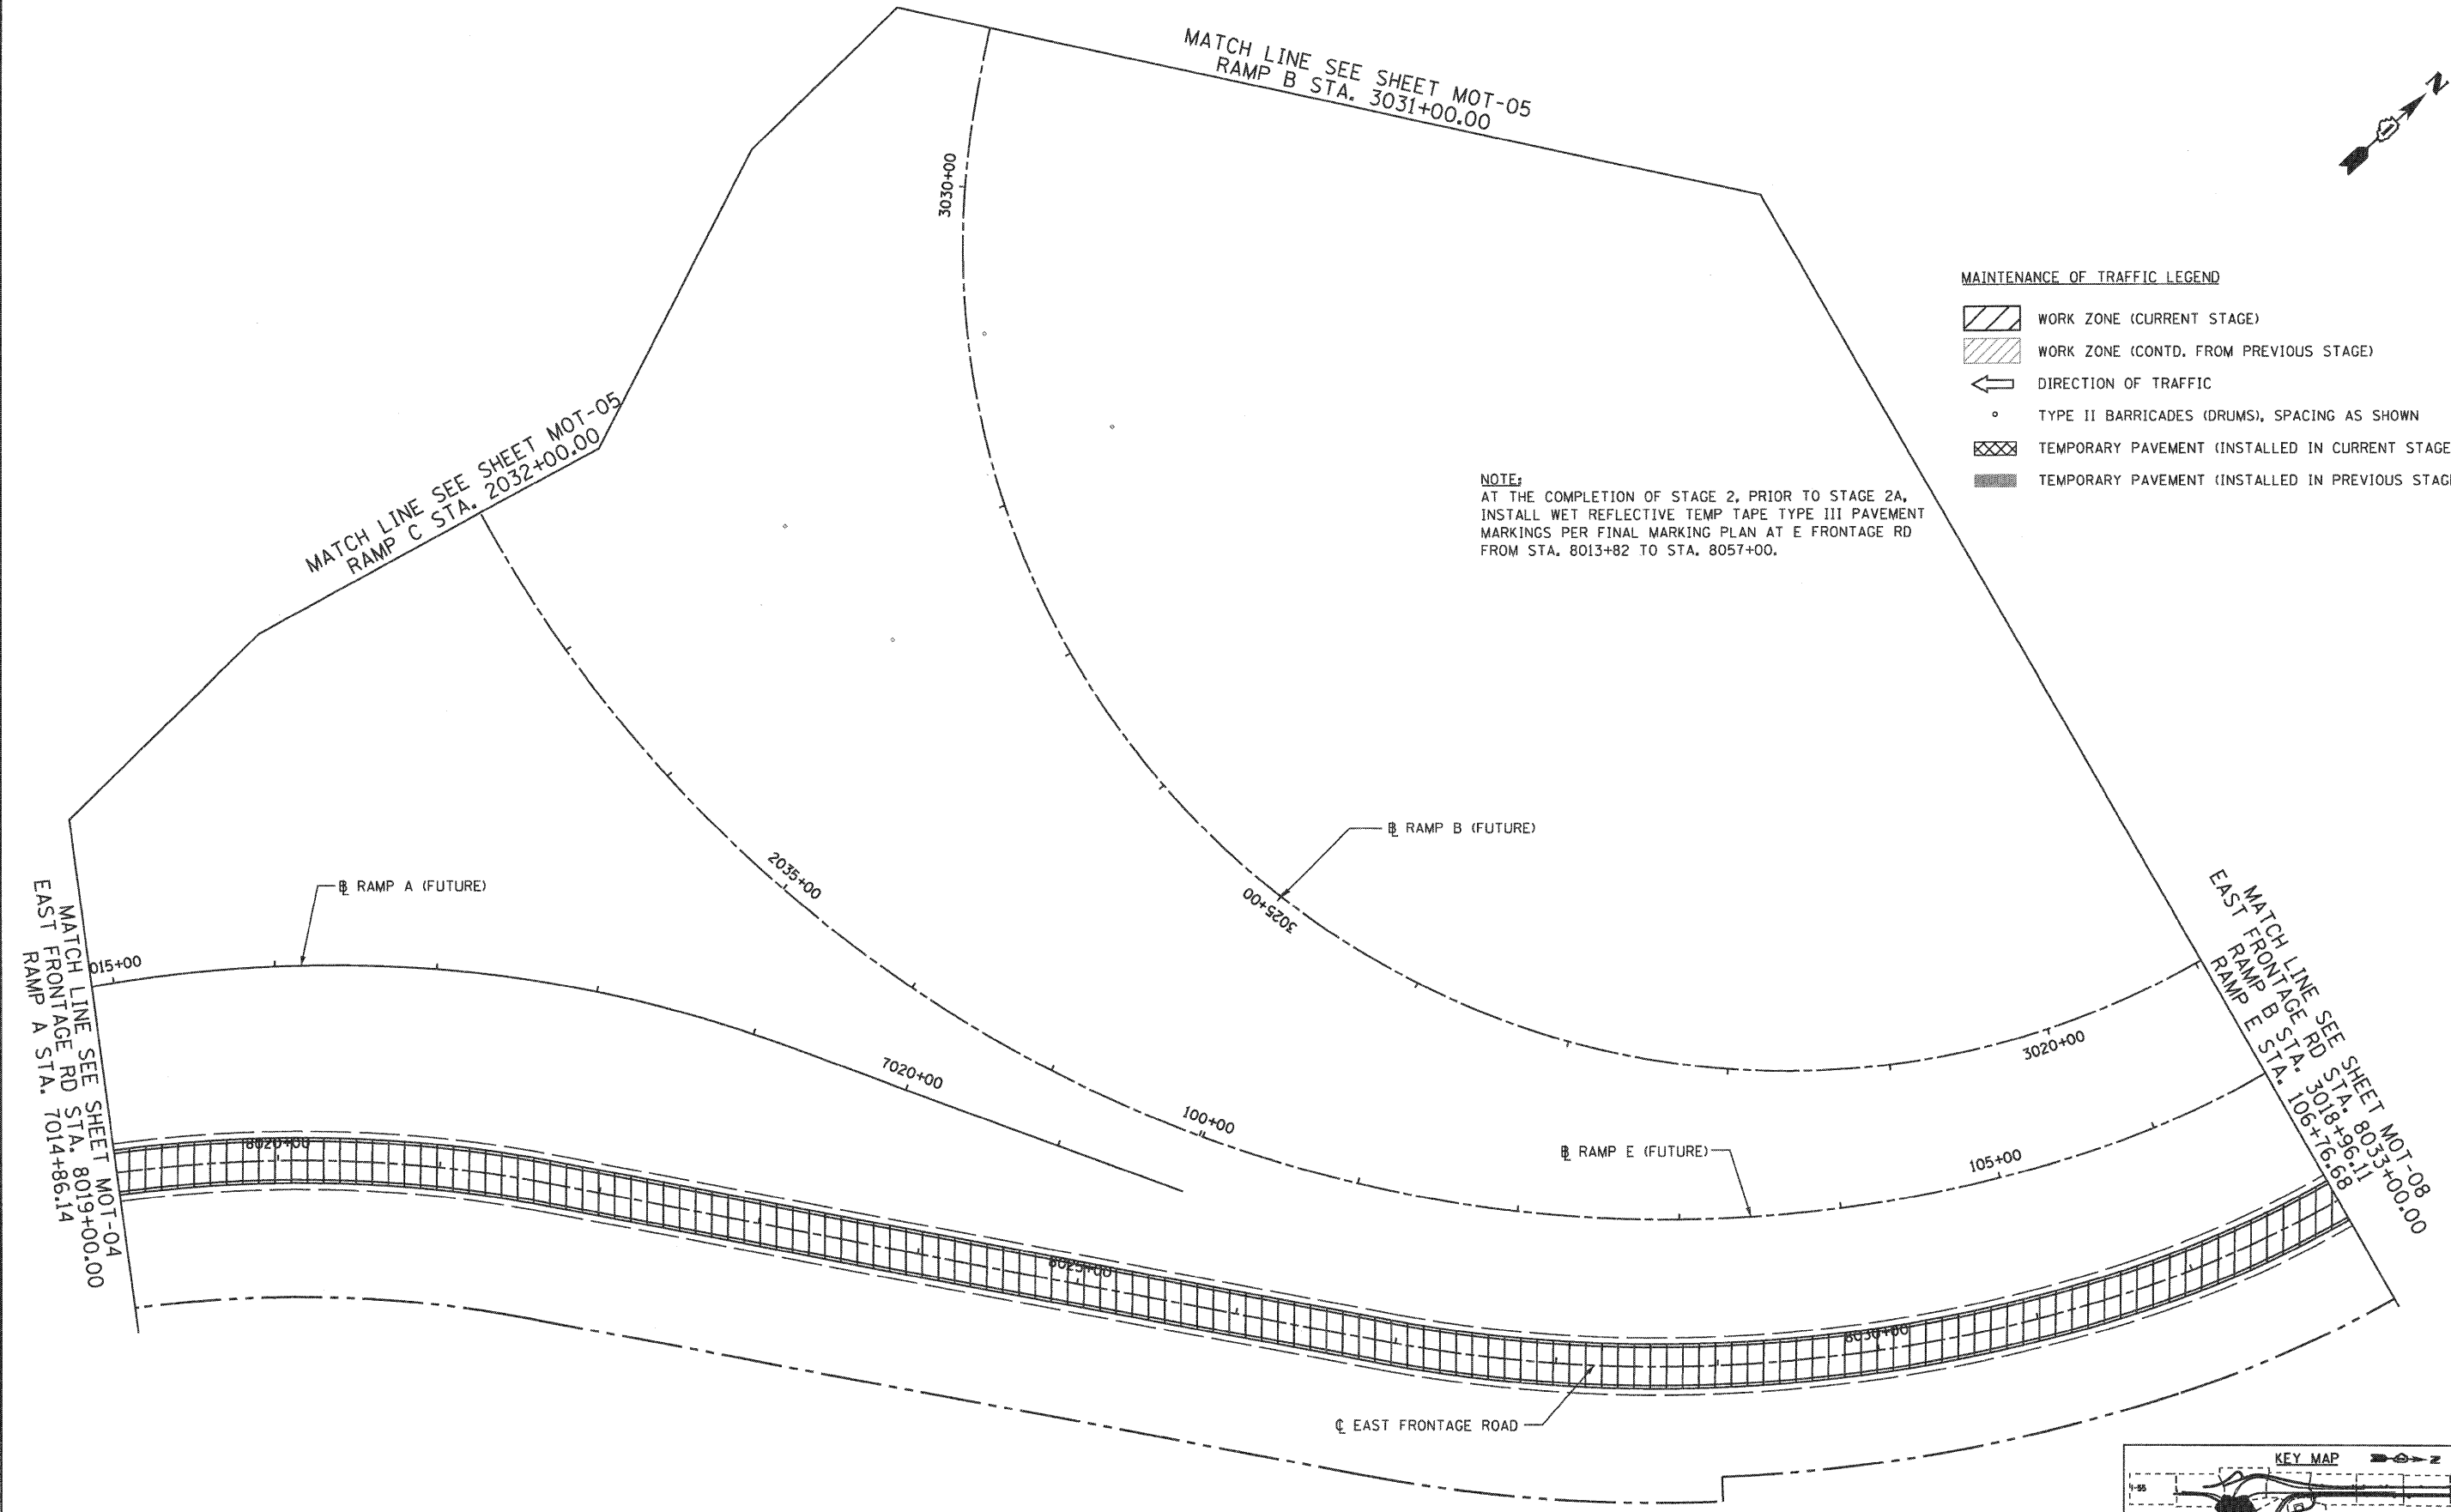 MATCH LINE SEE SHEET MOT-05
RAMP B STA. 3031+00.00
N
3030+00
MAINTENANCE OF TRAFFIC LEGEND
WORK ZONE (CURRENT STAGE)
WORK ZONE (CONTD. FROM PREVIOUS STAGE)
DIRECTION OF TRAFFIC
TYPE II BARRICADES (DRUMS), SPACING AS SHOWN
TEMPORARY PAVEMENT (INSTALLED IN CURRENT STAGE
TEMPORARY PAVEMENT (INSTALLED IN PREVIOUS STAG
MATCH LINE SEE SHEET MOT-05
RAMP C STA. 2032+00.00
NOTE:
AT THE COMPLETION OF STAGE 2, PRIOR TO STAGE 2A,
INSTALL WET REFLECTIVE TEMP TAPE TYPE III PAVEMENT
MARKINGS PER FINAL MARKING PLAN AT E FRONTAGE RD
FROM STA. 8013+82 TO STA. 8057+00.
℄ RAMP B (FUTURE)
2035+00
3025+00
℄ RAMP A (FUTURE)
015+00
MATCH LINE SEE SHEET MOT-04
EAST FRONTAGE RD STA. 8019+00.00
RAMP A STA. 7014+86.14
7020+00
3020+00
100+00
℄ RAMP E (FUTURE)
105+00
MATCH LINE SEE SHEET MOT-08
EAST FRONTAGE RD STA. 8033+00.00
RAMP B STA. 3018+96.11
RAMP E STA. 106+76.68
8020+00
8025+00
8030+00
℄ EAST FRONTAGE ROAD
KEY MAP
Z
I-55